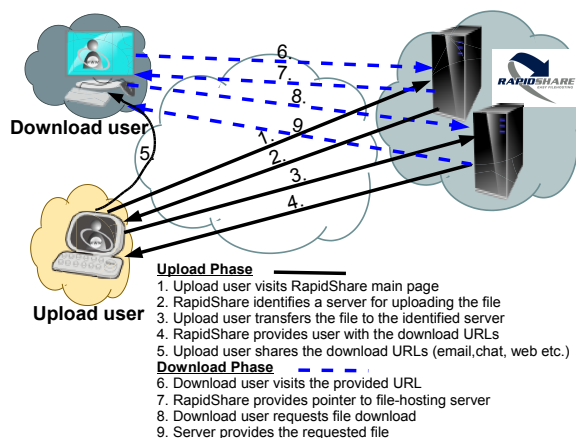 6.
7.
RAPIDSHARE
EASY FILEHOSTING
8.
Download user
9.
1.
5.
2.
3.
4.
Upload user
Upload Phase
1. Upload user visits RapidShare main page
2. RapidShare identifies a server for uploading the file
3. Upload user transfers the file to the identified server
4. RapidShare provides user with the download URLs
5. Upload user shares the download URLs (email,chat, web etc.)
Download Phase
6. Download user visits the provided URL
7. RapidShare provides pointer to file-hosting server
8. Download user requests file download
9. Server provides the requested file